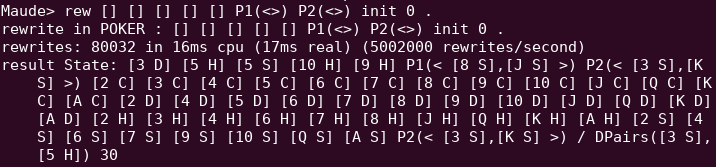 Maude> rew [] [] [] [] [] P1(<>) P2(<>) init 0 .
rewrite in POKER : [] [] [] [] [] P1(<>) P2(<>) init 0 .
rewrites: 80032 in 16ms cpu (17ms real) (5002000 rewrites/second)
result State: [3 D] [5 H] [5 S] [10 H] [9 H] P1(< [8 S],[J S] >) P2(< [3 S],[K
S] >) [2 C] [3 C] [4 C] [5 C] [6 C] [7 C] [8 C] [9 C] [10 C] [J C] [Q C] [K
C] [A C] [2 D] [4 D] [5 D] [6 D] [7 D] [8 D] [9 D] [10 D] [J D] [Q D] [K D]
[A D] [2 H] [3 H] [4 H] [6 H] [7 H] [8 H] [J H] [Q H] [K H] [A H] [2 S] [4
S] [6 S] [7 S] [9 S] [10 S] [Q S] [A S] P2(< [3 S],[K S] >) / DPairs([3 S],
[5 H]) 30